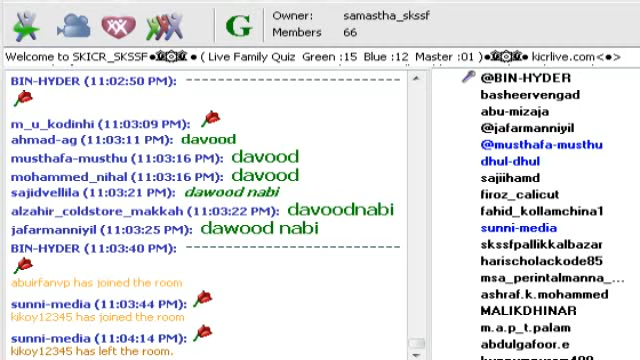 G
Owner: samastha_skssf
Members 66
Welcome to SKICR_SKSSF ( Live Family Quiz Green :15 Blue :12 Master :01 ) kicrlive.com<•>
BIN-HYDER (11:02:50 PM):
m_u_kodinhi (11:03:09 PM):
ahmad-ag (11:03:11 PM): davood
musthafa-musthu (11:03:16 PM): davood
mohammed_nihal (11:03:16 PM): davood
sajidvellila (11:03:21 PM): dawood nabi
alzahir_coldstore_makkah (11:03:22 PM): davoodnabi
jafarmanniyil (11:03:25 PM): dawood nabi
BIN-HYDER (11:03:40 PM):
abuirfanvp has joined the room
sunni-media (11:03:44 PM):
kikoy12345 has joined the room
sunni-media (11:04:14 PM):
kikoy12345 has left the room.
@BIN-HYDER
basheervengad
abu-mizaja
@jafarmanniyil
@musthafa-musthu
dhul-dhul
sajiihamd
firoz_calicut
fahid_kollamchina1
sunni-media
skssfpallikkalbazar
harischolackode85
msa_perintalmanna_...
ashraf.k.mohammed
MALIKDHINAR
m.a.p_t.palam
abdulgafoor.e